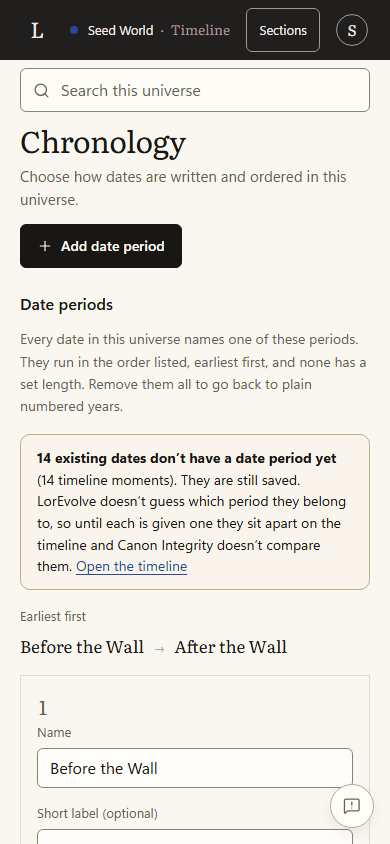 L
Seed World · Timeline
Sections
S
Search this universe
Chronology
Choose how dates are written and ordered in this
universe.
+ Add date period
Date periods
Every date in this universe names one of these periods.
They run in the order listed, earliest first, and none has a
set length. Remove them all to go back to plain
numbered years.
14 existing dates don’t have a date period yet
(14 timeline moments). They are still saved.
LorEvolve doesn’t guess which period they belong
to, so until each is given one they sit apart on the
timeline and Canon Integrity doesn’t compare
them. Open the timeline
Earliest first
Before the Wall → After the Wall
1
Name
Before the Wall
Short label (optional)